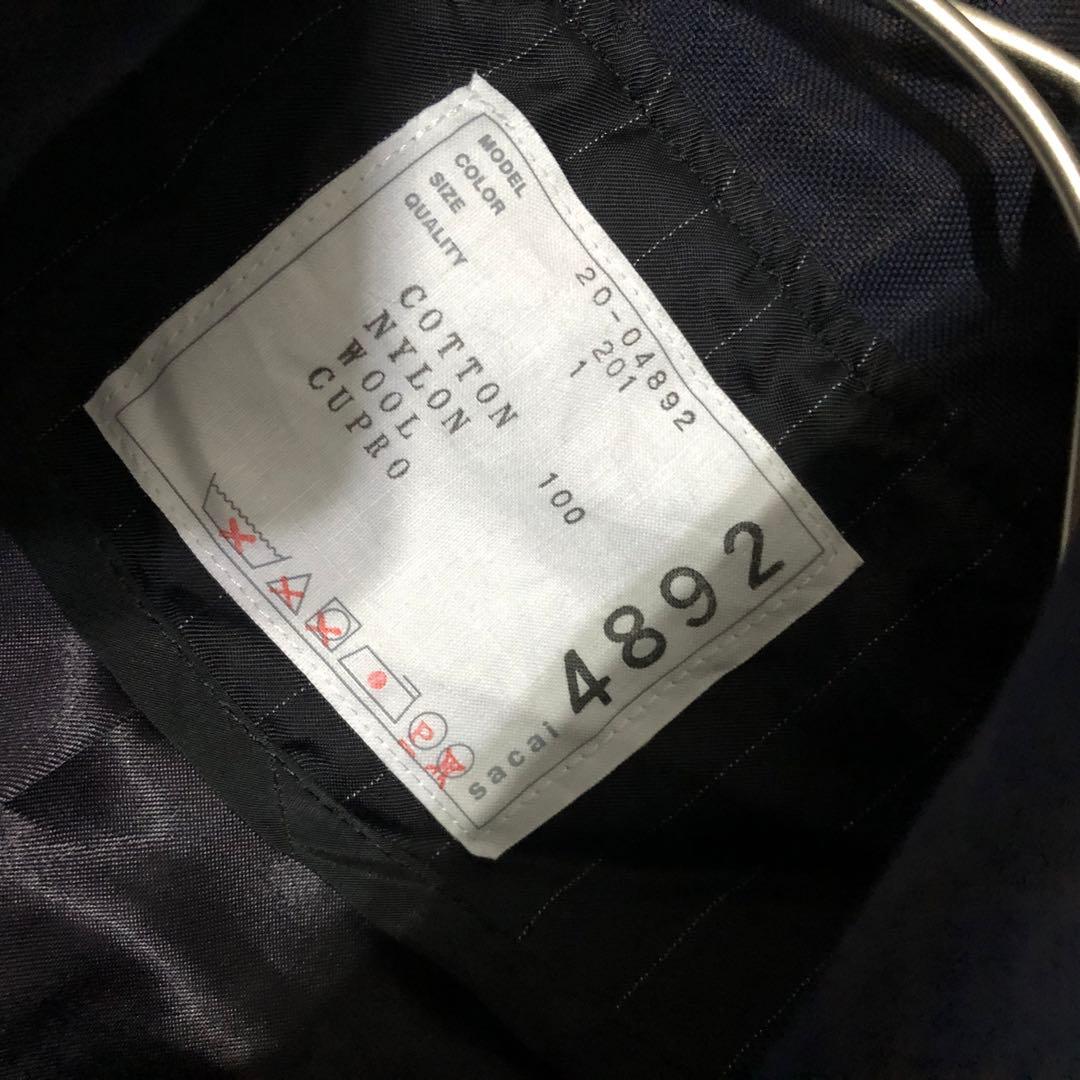 MODEL 20-04892
COLOR 201
SIZE 1
QUALITY
COTTON
NYLON
WOOL 100
CUPRO
P
sacai 4892